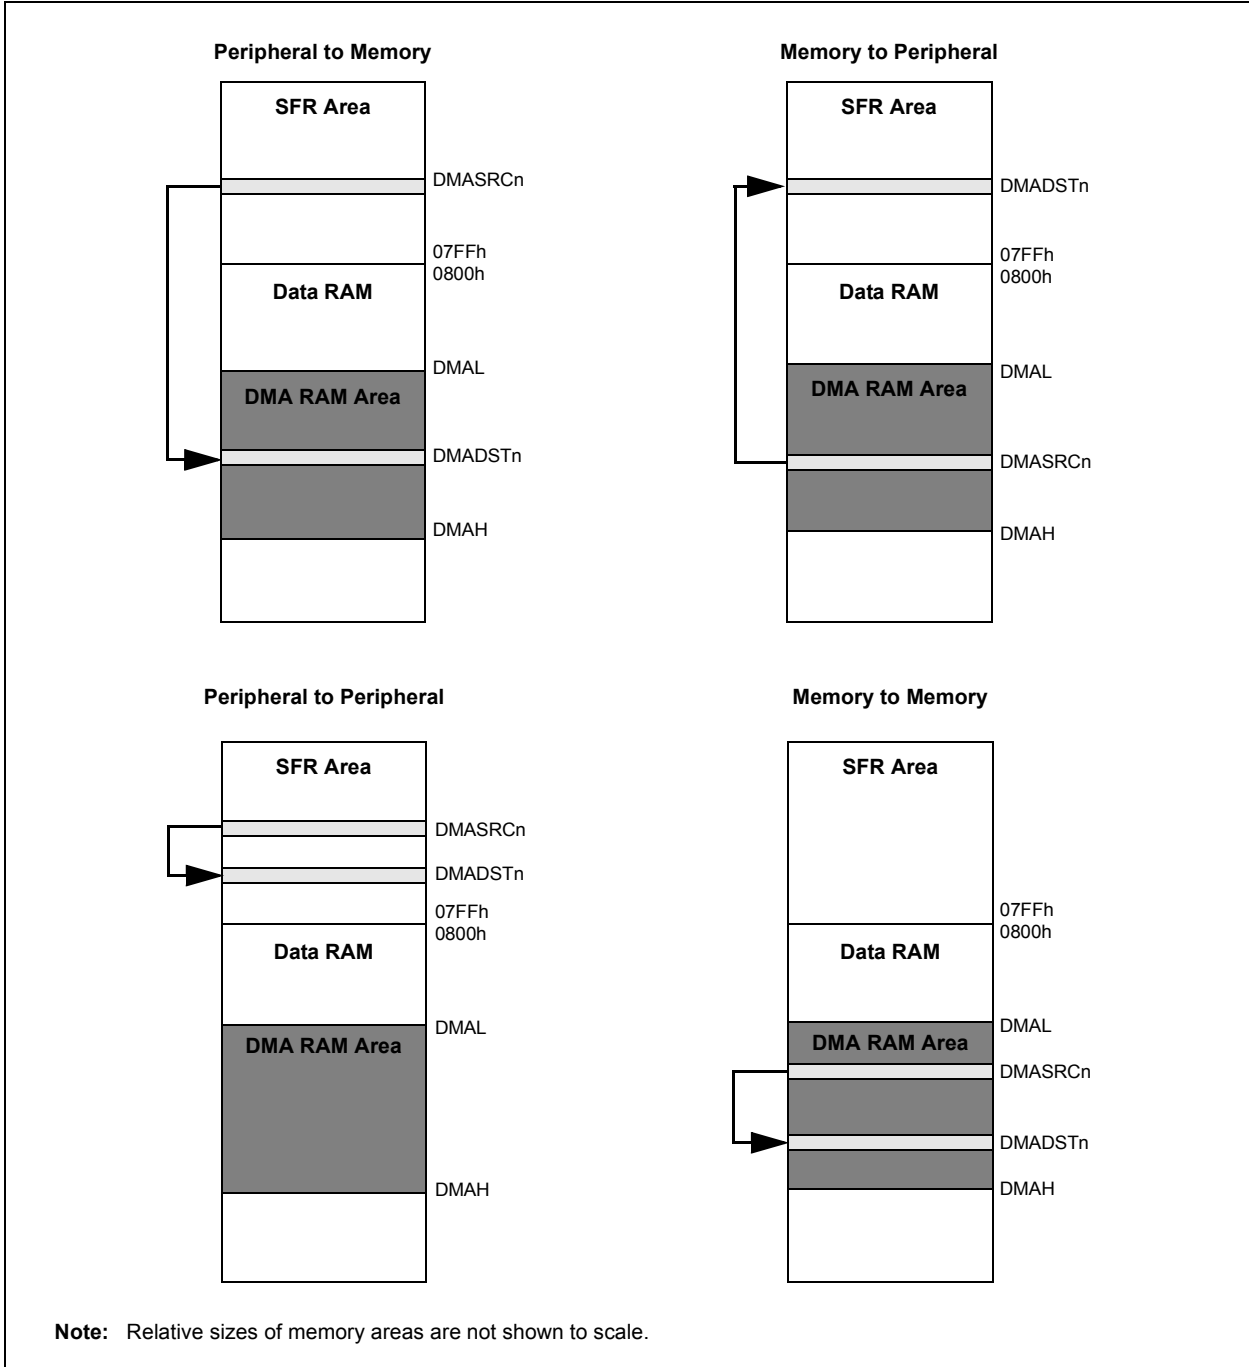 Peripheral to Memory
SFR Area
DMASRCn
07FFh
0800h
Data RAM
DMAL
DMA RAM Area
DMADSTn
DMAH
Memory to Peripheral
SFR Area
DMADSTn
07FFh
0800h
Data RAM
DMAL
DMA RAM Area
DMASRCn
DMAH
Peripheral to Peripheral
SFR Area
DMASRCn
DMADSTn
07FFh
0800h
Data RAM
DMAL
DMA RAM Area
DMAH
Memory to Memory
SFR Area
07FFh
0800h
Data RAM
DMAL
DMA RAM Area
DMASRCn
DMADSTn
DMAH
Note: Relative sizes of memory areas are not shown to scale.